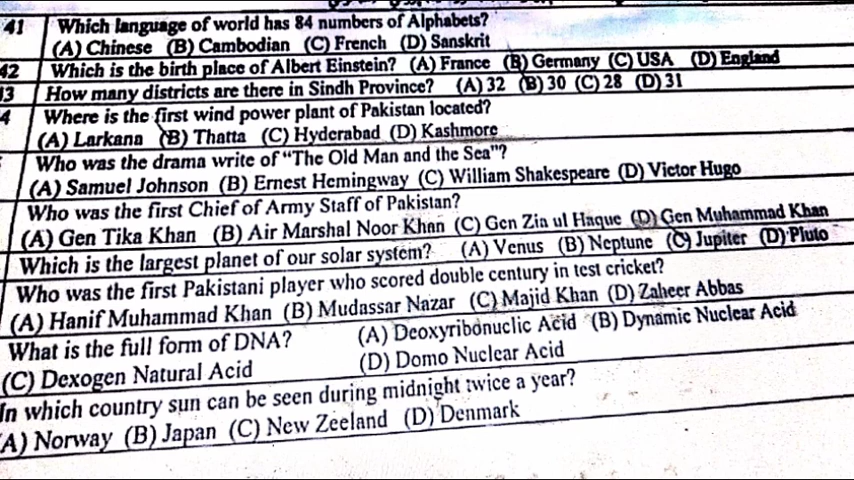 41 Which language of world has 84 numbers of Alphabets?
(A) Chinese (B) Cambodian (C) French (D) Sanskrit
42 Which is the birth place of Albert Einstein? (A) France (B) Germany (C) USA (D) England
How many districts are there in Sindh Province? (A) 32 (B) 30 (C) 28 (D) 31
Where is the first wind power plant of Pakistan located?
(A) Larkana (B) Thatta (C) Hyderabad (D) Kashmore
Who was the drama write of "The Old Man and the Sea"?
(A) Samuel Johnson (B) Ernest Hemingway (C) William Shakespeare (D) Victor Hugo
Who was the first Chief of Army Staff of Pakistan?
(A) Gen Tika Khan (B) Air Marshal Noor Khan (C) Gen Zia ul Haque (D) Gen Muhammad Khan
Which is the largest planet of our solar system? (A) Venus (B) Neptune (C) Jupiter (D) Pluto
Who was the first Pakistani player who scored double century in test cricket?
(A) Hanif Muhammad Khan (B) Mudassar Nazar (C) Majid Khan (D) Zaheer Abbas
What is the full form of DNA? (A) Deoxyribonuclic Acid (B) Dynamic Nuclear Acid
(C) Dexogen Natural Acid (D) Domo Nuclear Acid
In which country sun can be seen during midnight twice a year?
(A) Norway (B) Japan (C) New Zeeland (D) Denmark